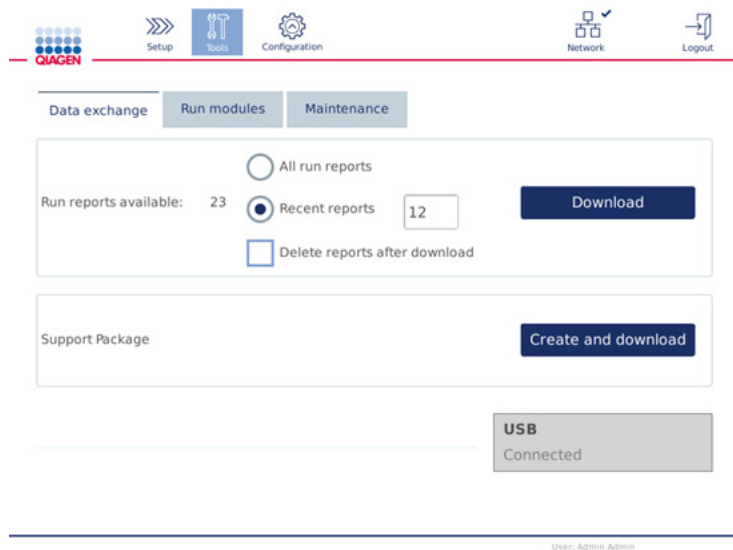 QIAGEN
Setup
Tools
Configuration
Network
Logout
Data exchange
Run modules
Maintenance
All run reports
Run reports available: 23
Recent reports 12
Download
Delete reports after download
Support Package
Create and download
USB
Connected
User: Admin Admin